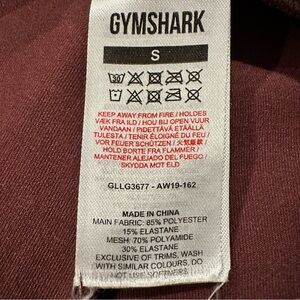 GYMSHARK
S
KEEP AWAY FROM FIRE / HOLDES
VÆK FRA ILD / HOU BIJ OPEN VUUR
VANDAAN / PIDETTÄVÄ ETÄÄLLÄ
TULESTA / TENIR ÉLOIGNÉ DU FEU /
VOR FEUER SCHÜTZEN / 火気厳禁 /
HOLD BORTE FRA FLAMMER /
MANTENER ALEJADO DEL FUEGO /
SKYDDA MOT ELD
GLLG3677 - AW19-162
MADE IN CHINA
MAIN FABRIC: 85% POLYESTER
15% ELASTANE
MESH: 70% POLYAMIDE
30% ELASTANE
EXCLUSIVE OF TRIMS, WASH
WITH SIMILAR COLOURS, DO
NOT USE SOFTENERS